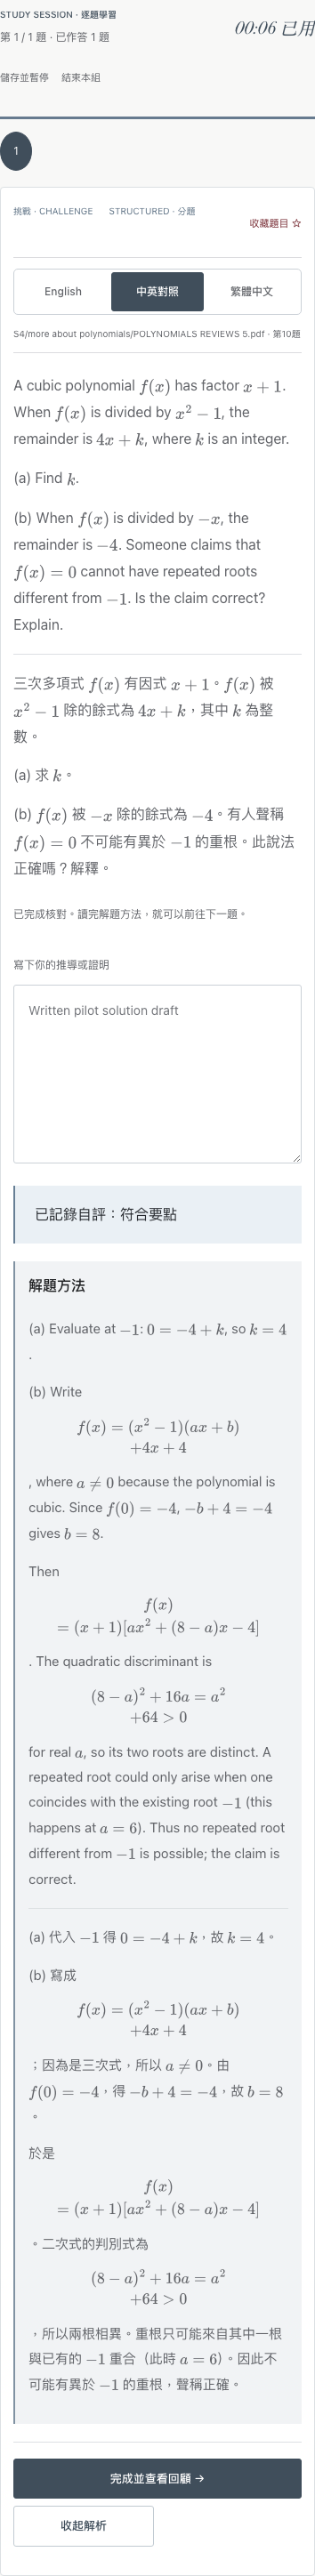 STUDY SESSION · 逐題學習
第 1 / 1 題 · 已作答 1 題
00:06 已用
儲存並暫停 結束本組
1
挑戰 · CHALLENGE STRUCTURED · 分題
收藏題目 ☆
English 中英對照 繁體中文
S4/more about polynomials/POLYNOMIALS REVIEWS 5.pdf · 第10題
A cubic polynomial f(x) has factor x + 1.
When f(x) is divided by x² − 1, the
remainder is 4x + k, where k is an integer.
(a) Find k.
(b) When f(x) is divided by −x, the
remainder is −4. Someone claims that
f(x) = 0 cannot have repeated roots
different from −1. Is the claim correct?
Explain.
三次多項式 f(x) 有因式 x + 1。f(x) 被
x² − 1 除的餘式為 4x + k，其中 k 為整
數。
(a) 求 k。
(b) f(x) 被 −x 除的餘式為 −4。有人聲稱
f(x) = 0 不可能有異於 −1 的重根。此說法
正確嗎？解釋。
已完成核對。讀完解題方法，就可以前往下一題。
寫下你的推導或證明
Written pilot solution draft
已記錄自評：符合要點
解題方法
(a) Evaluate at −1: 0 = −4 + k, so k = 4
.
(b) Write
f(x) = (x² − 1)(ax + b)
+4x + 4
, where a ≠ 0 because the polynomial is
cubic. Since f(0) = −4, −b + 4 = −4
gives b = 8.
Then
f(x)
= (x + 1)[ax² + (8 − a)x − 4]
. The quadratic discriminant is
(8 − a)² + 16a = a²
+64 > 0
for real a, so its two roots are distinct. A
repeated root could only arise when one
coincides with the existing root −1 (this
happens at a = 6). Thus no repeated root
different from −1 is possible; the claim is
correct.
(a) 代入 −1 得 0 = −4 + k，故 k = 4。
(b) 寫成
f(x) = (x² − 1)(ax + b)
+4x + 4
；因為是三次式，所以 a ≠ 0。由
f(0) = −4，得 −b + 4 = −4，故 b = 8
。
於是
f(x)
= (x + 1)[ax² + (8 − a)x − 4]
。二次式的判別式為
(8 − a)² + 16a = a²
+64 > 0
，所以兩根相異。重根只可能來自其中一根
與已有的 −1 重合（此時 a = 6）。因此不
可能有異於 −1 的重根，聲稱正確。
完成並查看回顧 →
收起解析